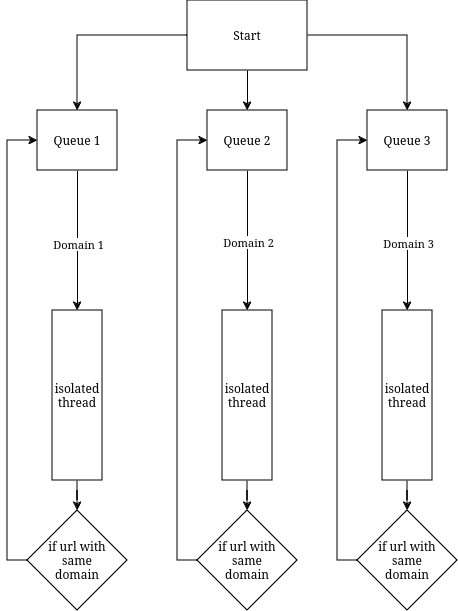 Start
Queue 1
Queue 2
Queue 3
Domain 1
Domain 2
Domain 3
isolated
thread
isolated
thread
isolated
thread
if url with
same
domain
if url with
same
domain
if url with
same
domain